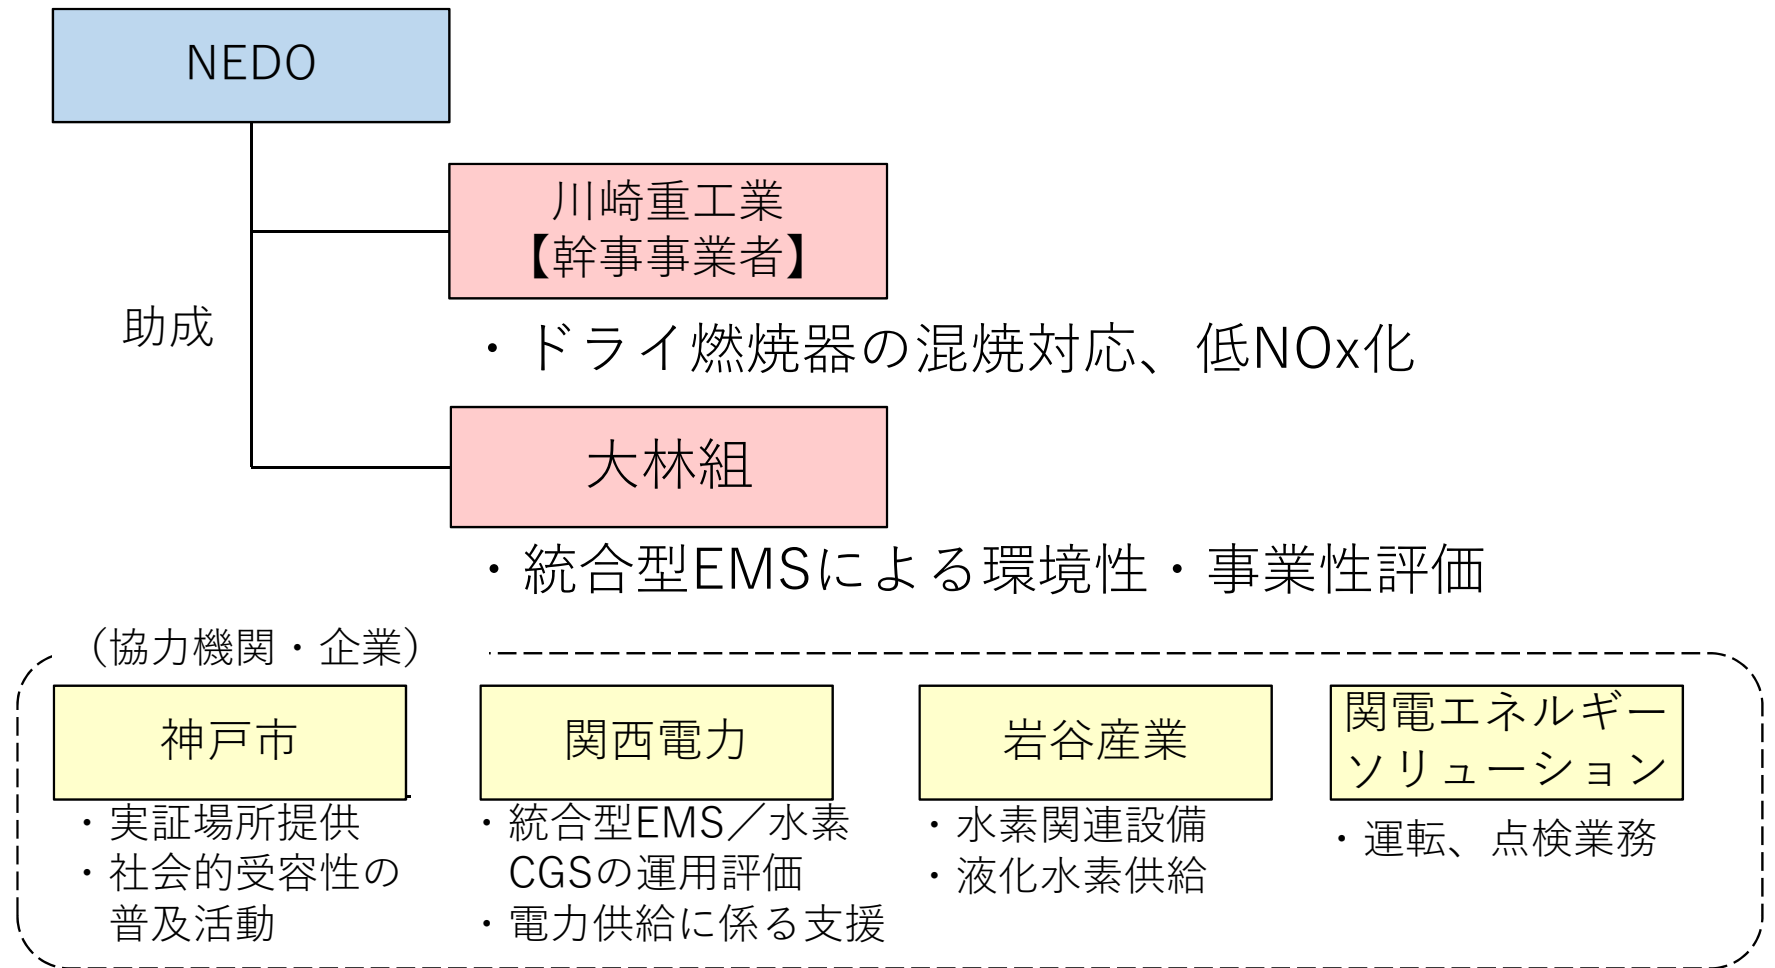 NEDO
川崎重工業
【幹事事業者】
助成
・ドライ燃焼器の混焼対応、低NOx化
大林組
・統合型EMSによる環境性・事業性評価
（協力機関・企業）
神戸市
・実証場所提供
・社会的受容性の
普及活動
関西電力
・統合型EMS／水素
CGSの運用評価
・電力供給に係る支援
岩谷産業
・水素関連設備
・液化水素供給
関電エネルギー
ソリューション
・運転、点検業務